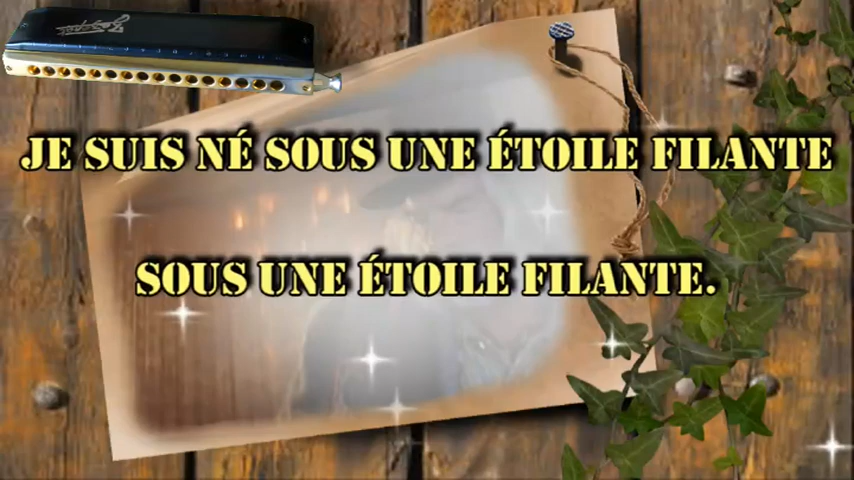 JE SUIS NÉ SOUS UNE ÉTOILE FILANTE
SOUS UNE ÉTOILE FILANTE.